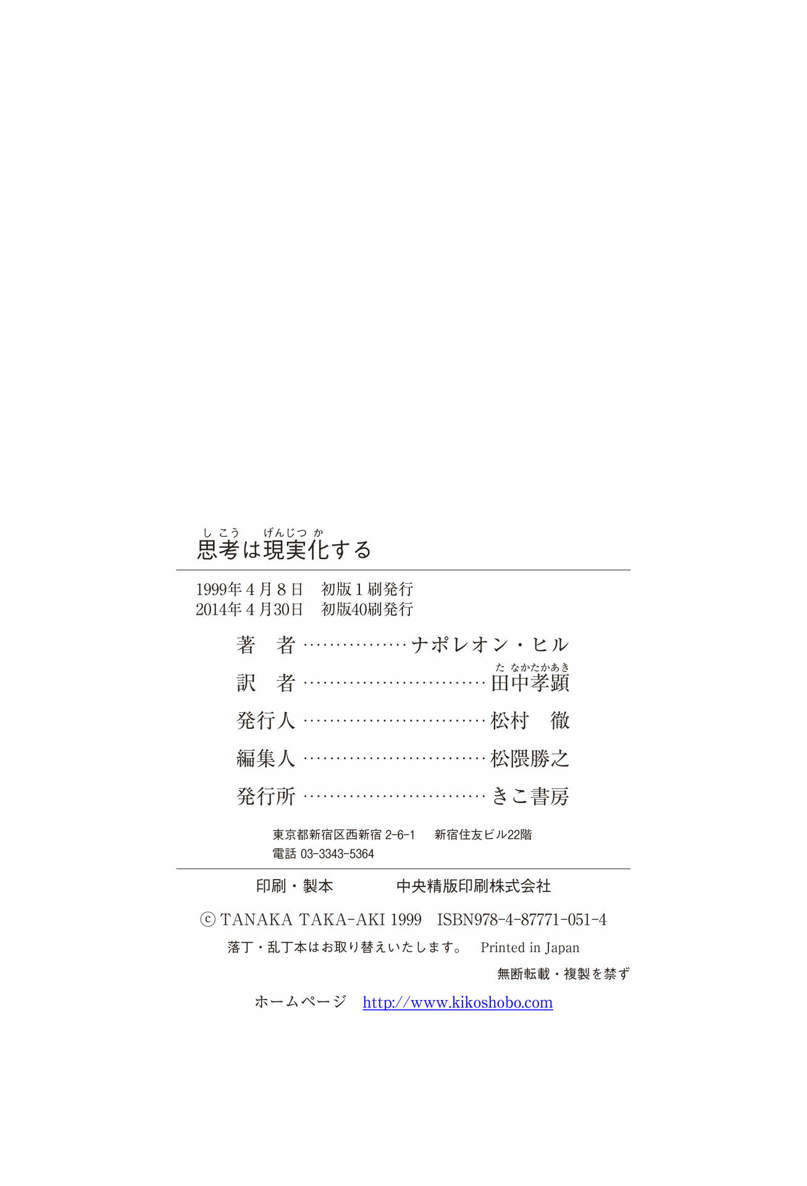 しこう げんじつか
思考は現実化する
1999年4月8日 初版1刷発行
2014年4月30日 初版40刷発行
著 者 ················ ナポレオン・ヒル
たなかたかあき
訳 者 ···························· 田中孝顕
発行人 ···························· 松村 徹
編集人 ···························· 松隈勝之
発行所 ···························· きこ書房
東京都新宿区西新宿 2-6-1 新宿住友ビル22階
電話 03-3343-5364
印刷・製本 中央精版印刷株式会社
ⓒ TANAKA TAKA-AKI 1999 ISBN978-4-87771-051-4
落丁・乱丁本はお取り替えいたします。 Printed in Japan
無断転載・複製を禁ず
ホームページ http://www.kikoshobo.com